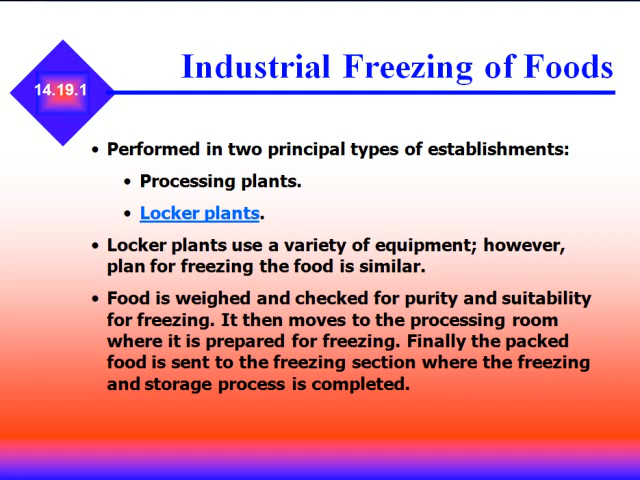 Industrial Freezing of Foods
14.19.1
• Performed in two principal types of establishments:
• Processing plants.
• Locker plants.
• Locker plants use a variety of equipment; however,
plan for freezing the food is similar.
• Food is weighed and checked for purity and suitability
for freezing. It then moves to the processing room
where it is prepared for freezing. Finally the packed
food is sent to the freezing section where the freezing
and storage process is completed.